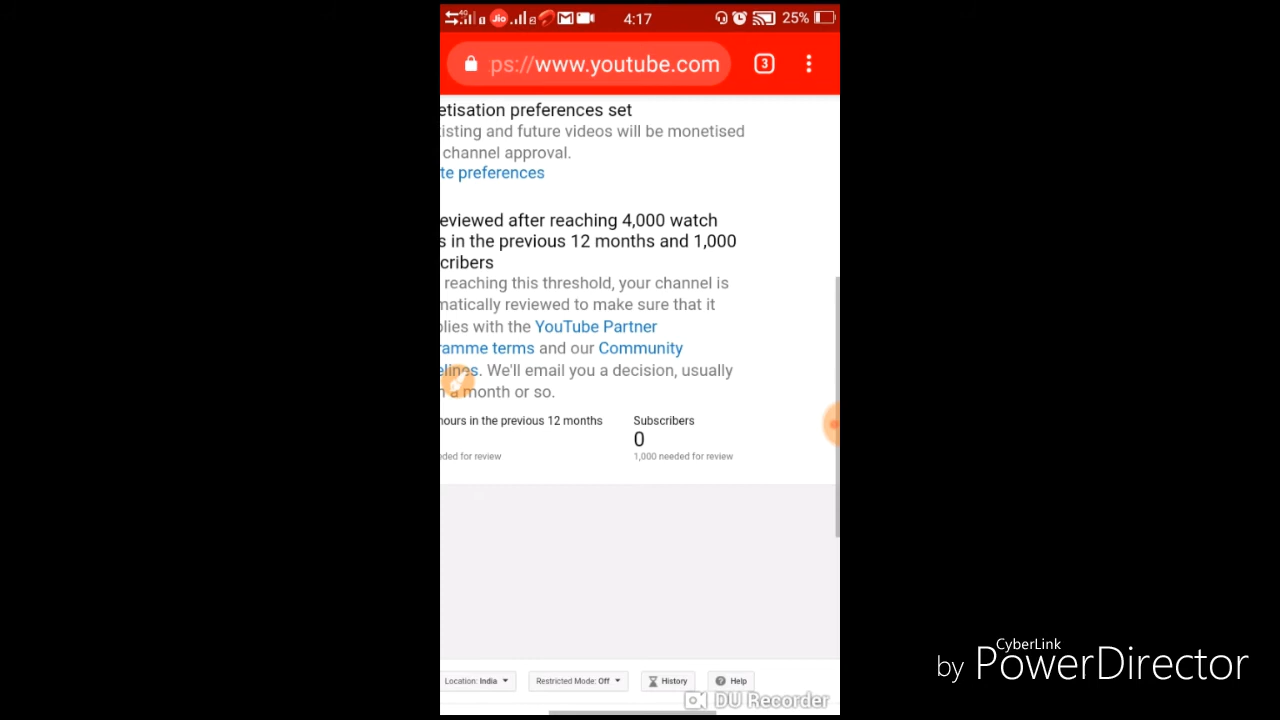 4G
Jio
4:17
25%
ps://www.youtube.com
3
etisation preferences set
isting and future videos will be monetised
channel approval.
te preferences
eviewed after reaching 4,000 watch
s in the previous 12 months and 1,000
cribers
reaching this threshold, your channel is
matically reviewed to make sure that it
plies with the YouTube Partner
ramme terms and our Community
elines. We'll email you a decision, usually
a month or so.
hours in the previous 12 months
Subscribers
0
ded for review
1,000 needed for review
Location: India
Restricted Mode: Off
History
Help
DU Recorder
CyberLink
by PowerDirector